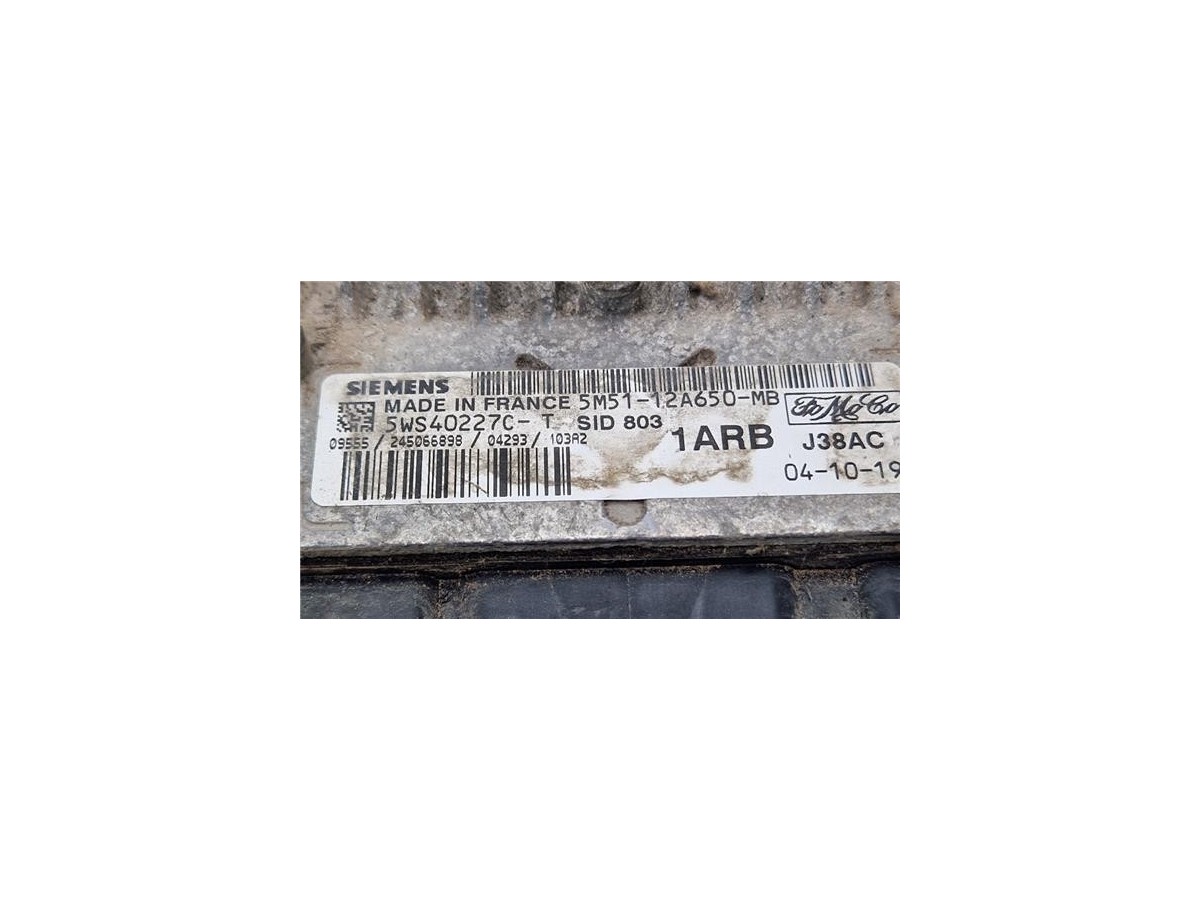 SIEMENS
MADE IN FRANCE 5M51-12A650-MB FoMoCo
5WS40227C-T SID 803 1ARB J38AC
09555/245066898/04293/103A2 04-10-19